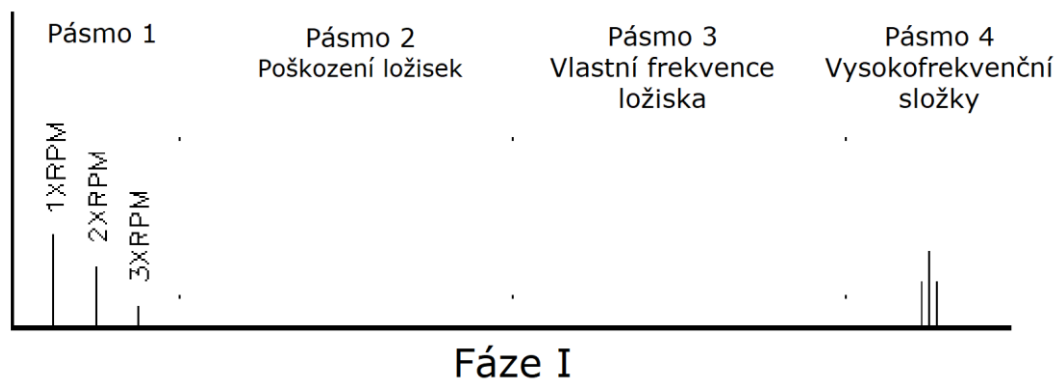 Pásmo 1
Pásmo 2
Poškození ložisek
Pásmo 3
Vlastní frekvence
ložiska
Pásmo 4
Vysokofrekvenční
složky
1XRPM
2XRPM
3XRPM
Fáze I